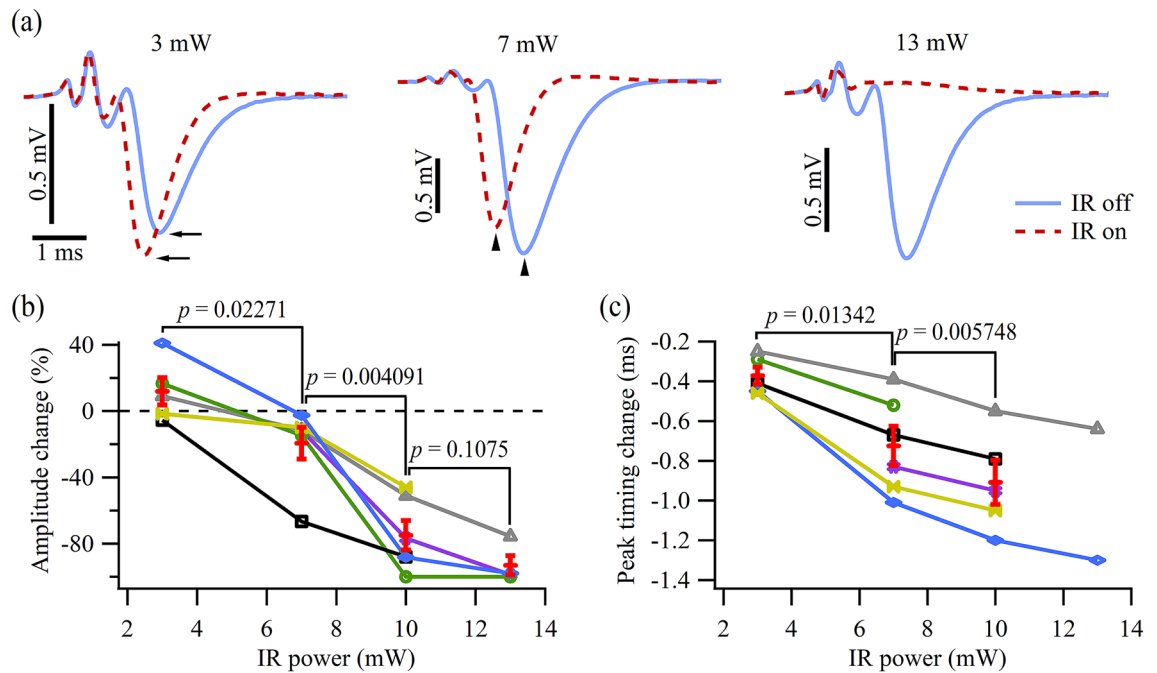 (a)
3 mW
7 mW
13 mW
0.5 mV
1 ms
0.5 mV
0.5 mV
IR off
IR on
(b)
Amplitude change (%)
40
0
-40
-80
p = 0.02271
p = 0.004091
p = 0.1075
2 4 6 8 10 12 14
IR power (mW)
(c)
Peak timing change (ms)
-0.2
-0.4
-0.6
-0.8
-1.0
-1.2
-1.4
p = 0.01342
p = 0.005748
2 4 6 8 10 12 14
IR power (mW)